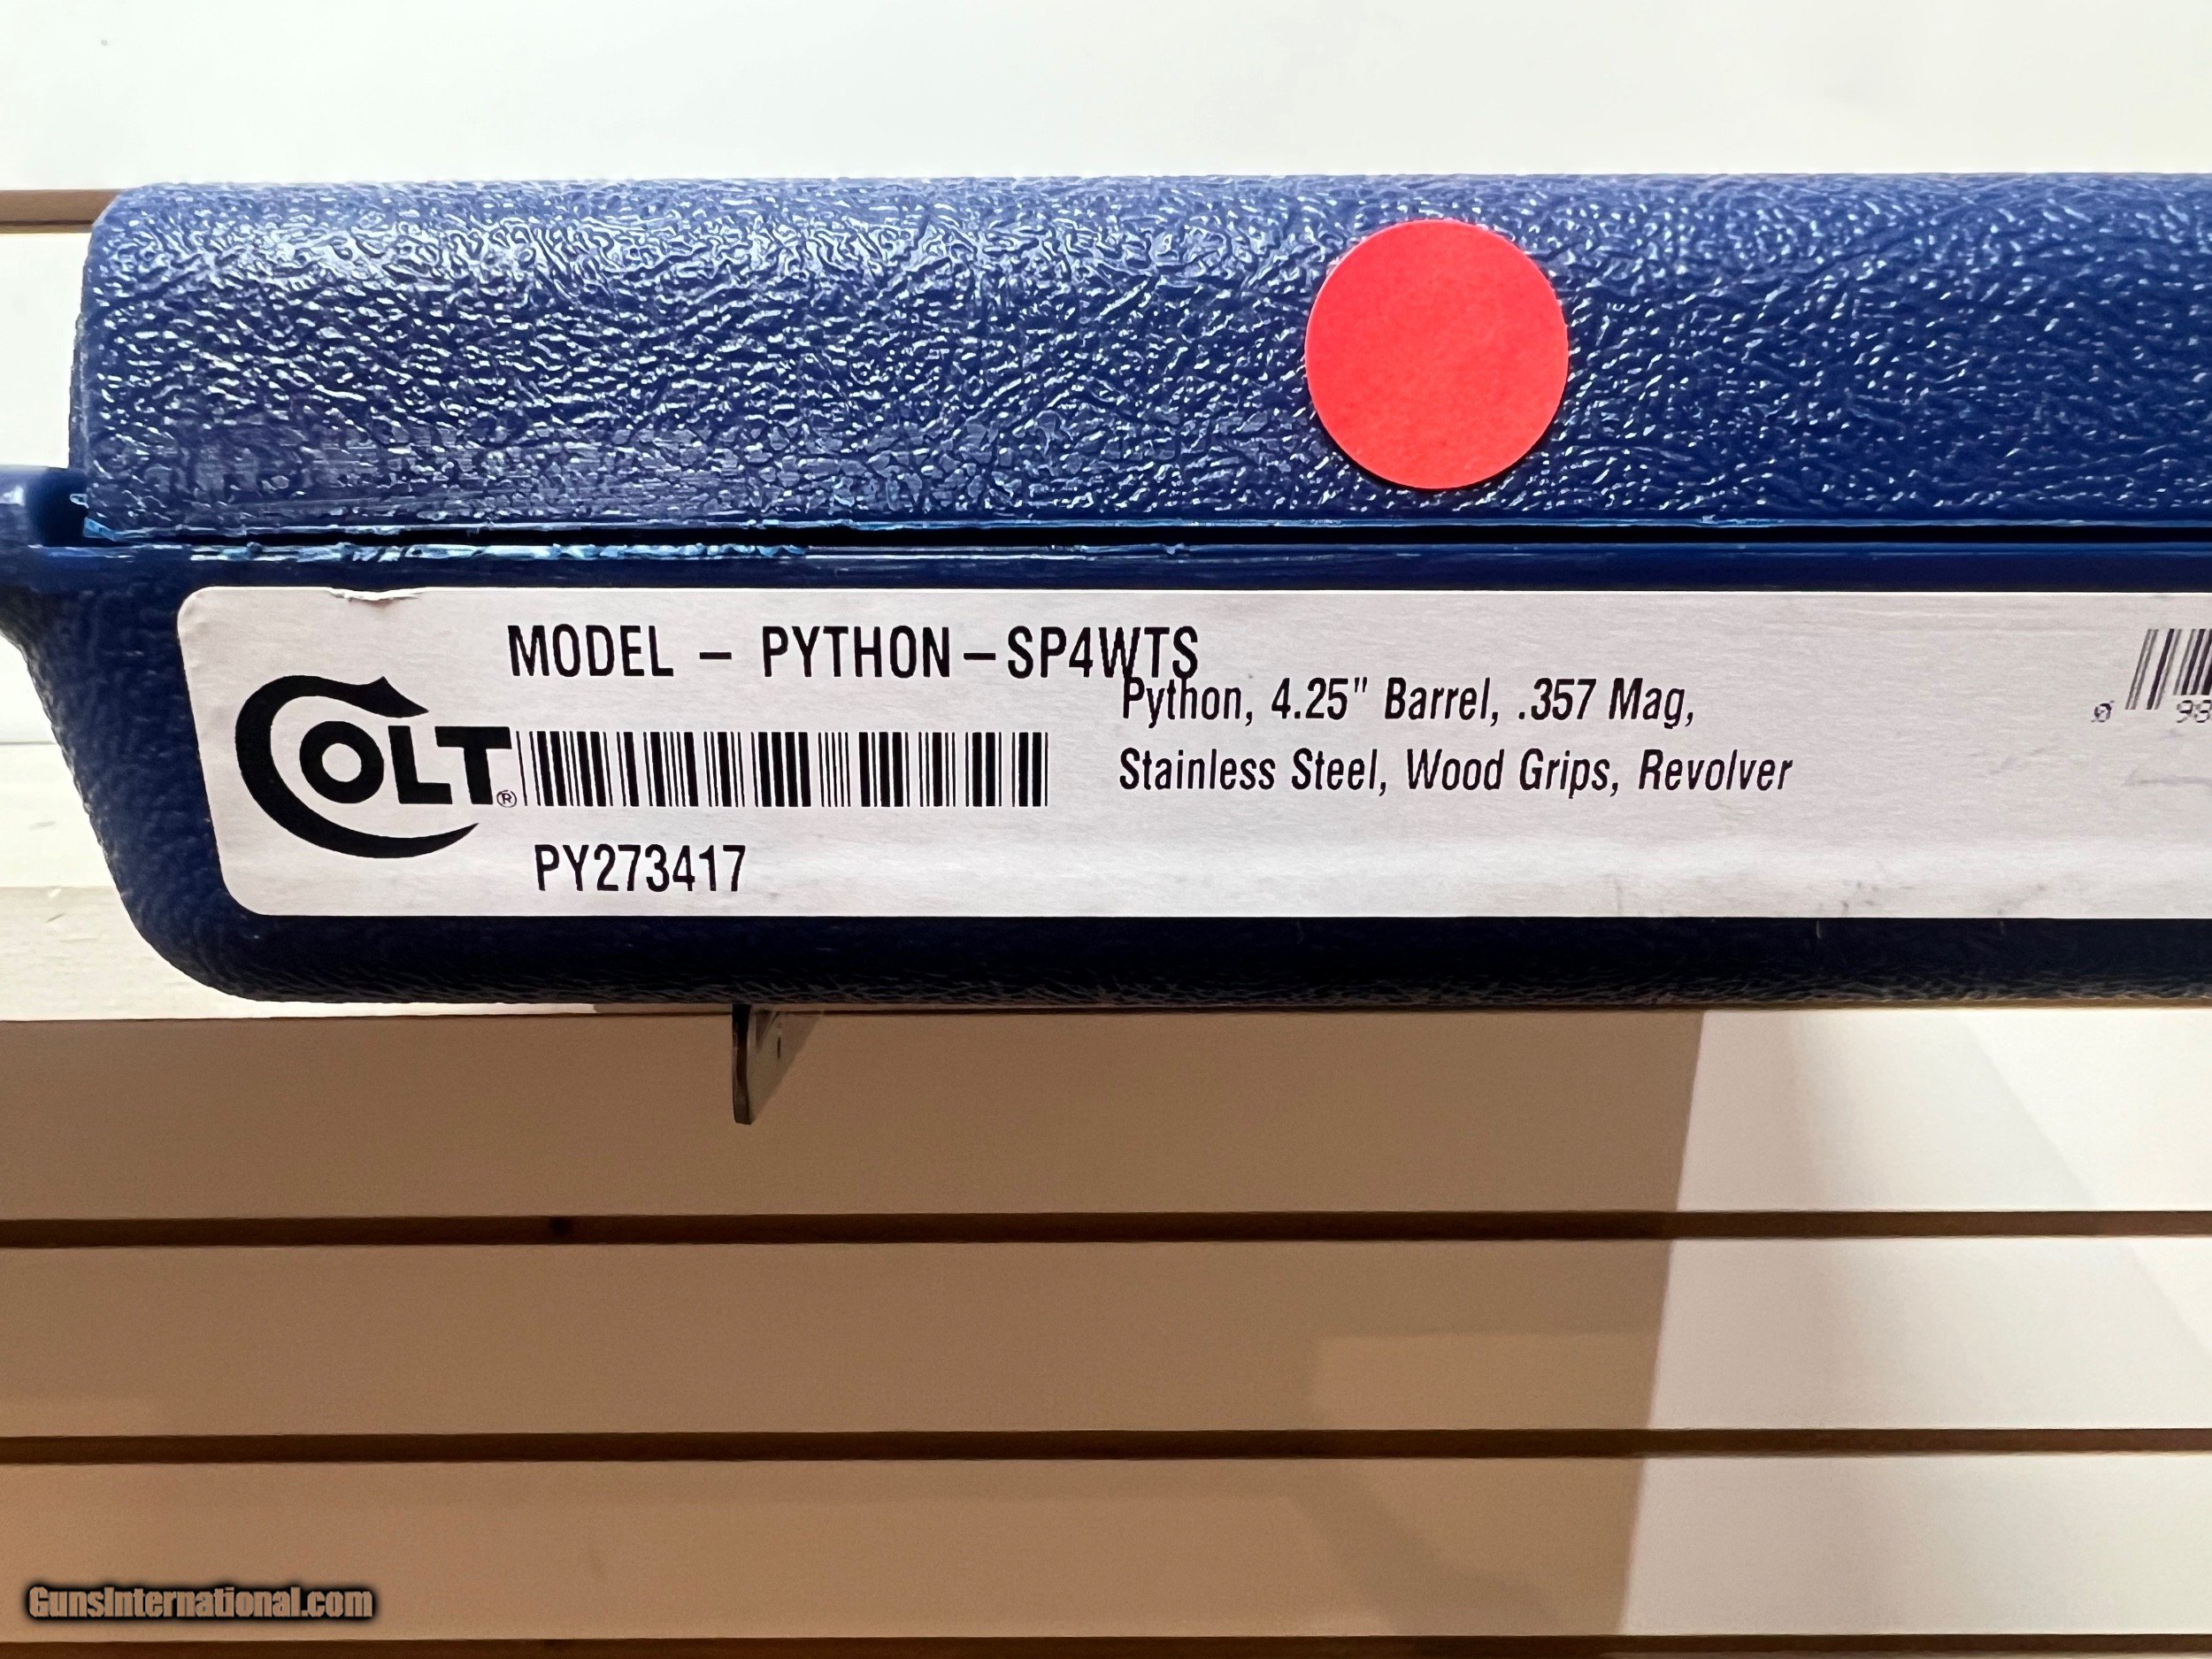 MODEL – PYTHON–SP4WTS
Python, 4.25" Barrel, .357 Mag,
COLT®
Stainless Steel, Wood Grips, Revolver
PY273417
GunsInternational.com